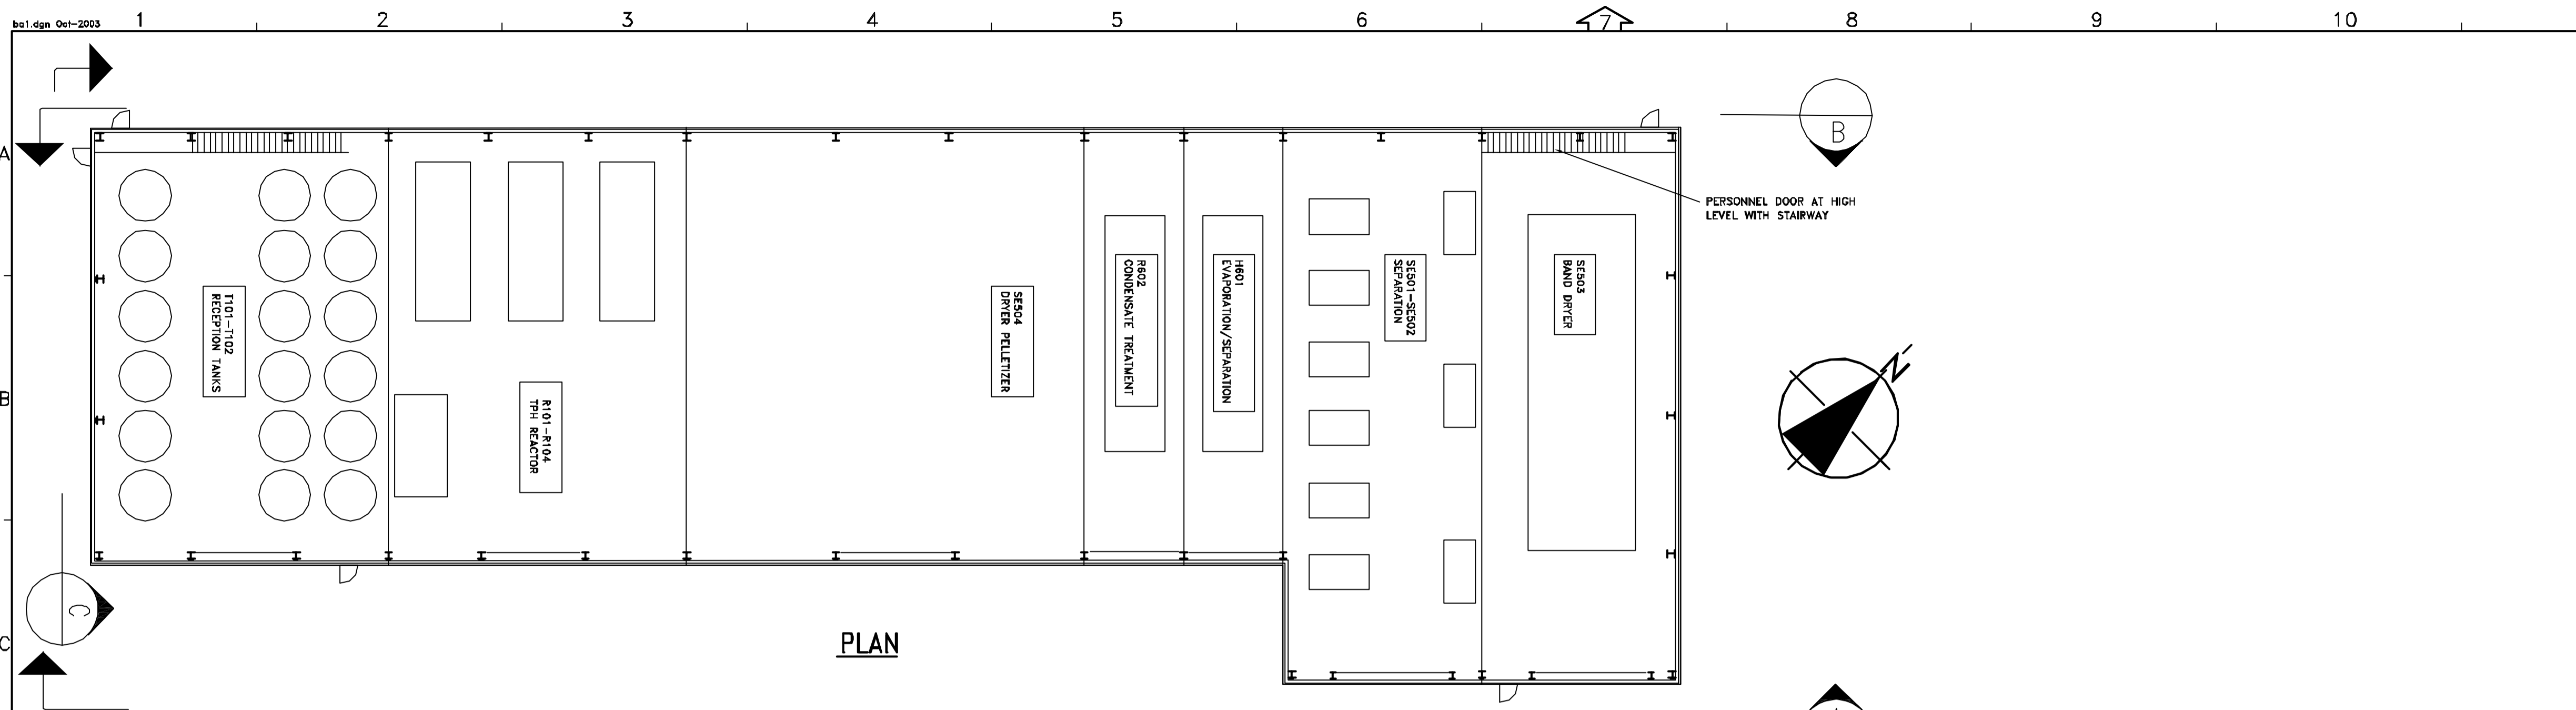 ba1.dgn Oct-2003
1 2 3 4 5 6 7 8 9 10
A
B
PERSONNEL DOOR AT HIGH
LEVEL WITH STAIRWAY
T101-T102
RECEPTION TANKS
R101-R104
TPH REACTOR
SE504
DRYER PELLETIZER
R602
CONDENSATE TREATMENT
H601
EVAPORATION/SEPARATION
SE501-SE502
SEPARATION
SE503
BAND DRYER
N
B
C
C
PLAN